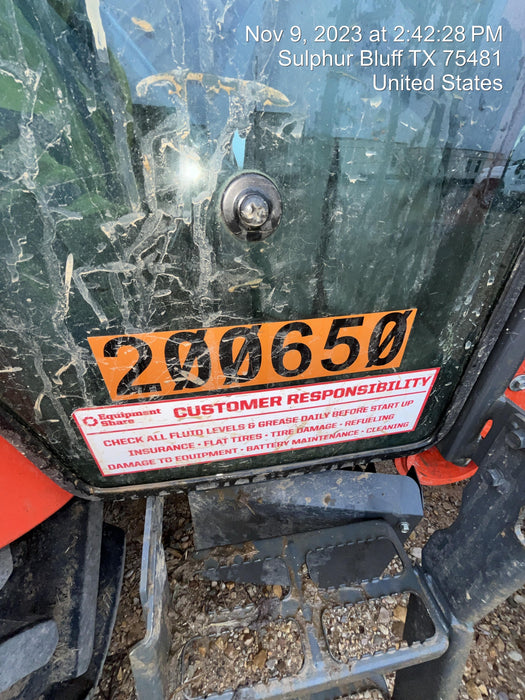 Nov 9, 2023 at 2:42:28 PM
Sulphur Bluff TX 75481
United States
200650
Equipment Share CUSTOMER RESPONSIBILITY
CHECK ALL FLUID LEVELS & GREASE DAILY BEFORE START UP
INSURANCE · FLAT TIRES · TIRE DAMAGE · REFUELING
DAMAGE TO EQUIPMENT · BATTERY MAINTENANCE · CLEANING